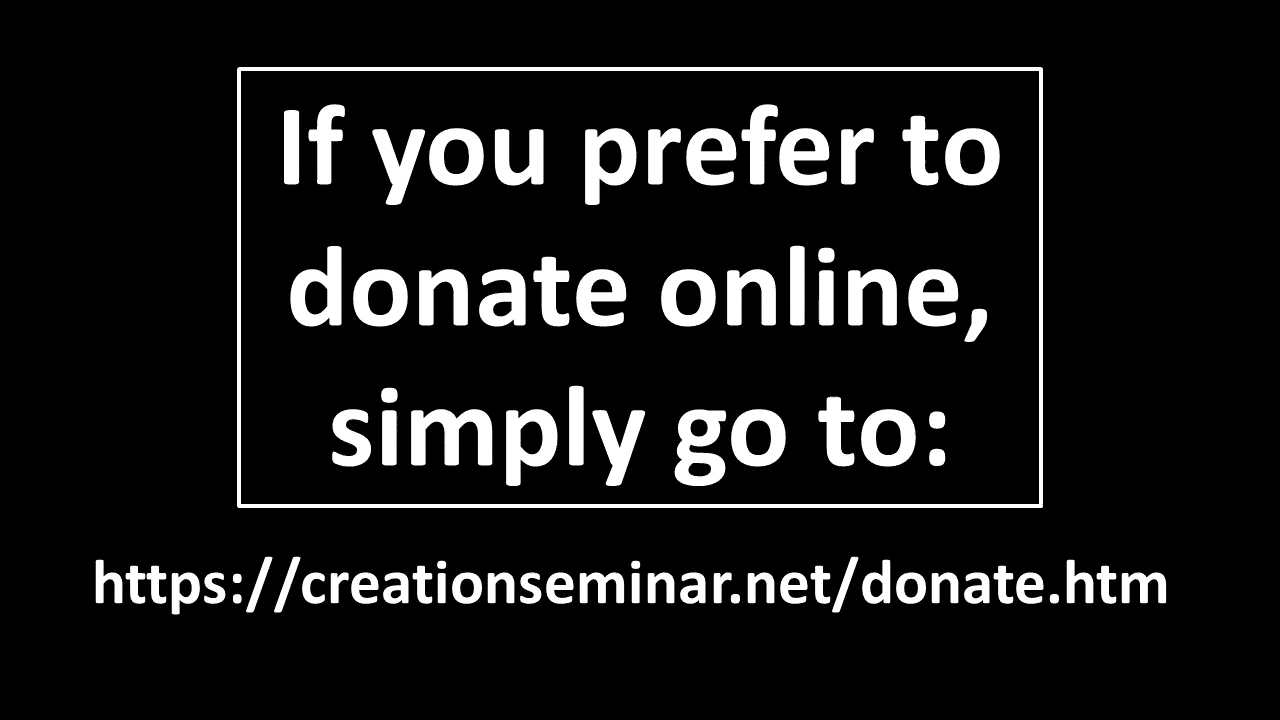 If you prefer to
donate online,
simply go to:
https://creationseminar.net/donate.htm